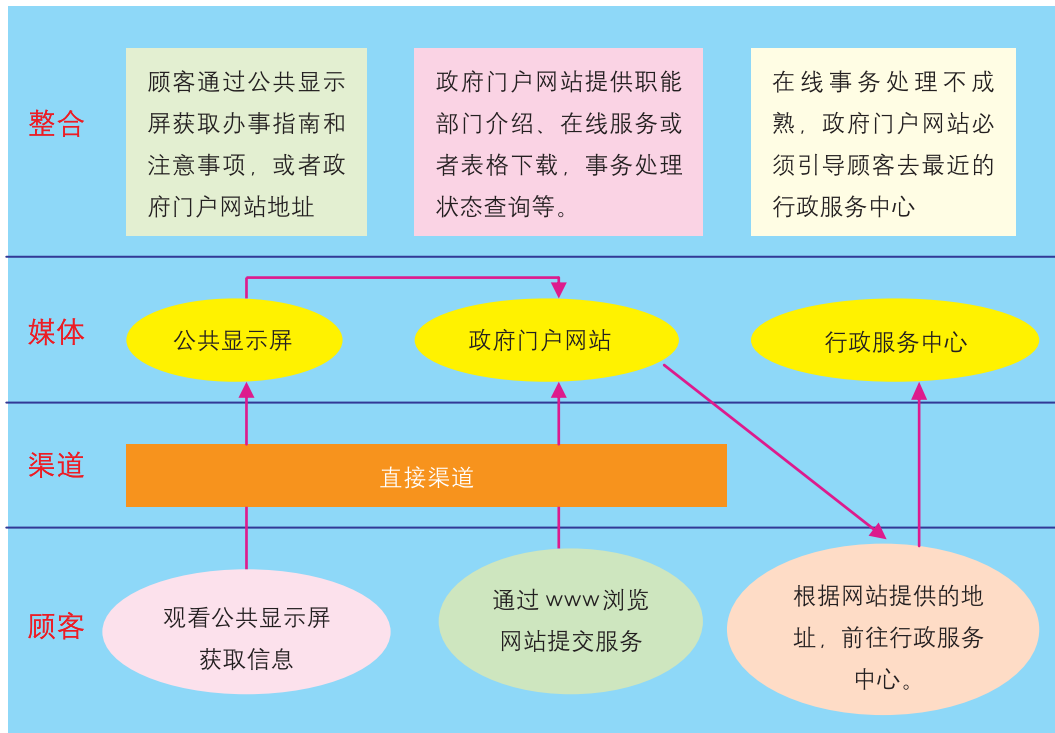 整合
顾客通过公共显示
屏获取办事指南和
注意事项，或者政
府门户网站地址
政府门户网站提供职能
部门介绍、在线服务或
者表格下载，事务处理
状态查询等。
在线事务处理不成
熟，政府门户网站必
须引导顾客去最近的
行政服务中心
媒体
公共显示屏
政府门户网站
行政服务中心
渠道
直接渠道
顾客
观看公共显示屏
获取信息
通过 www 浏览
网站提交服务
根据网站提供的地
址，前往行政服务
中心。